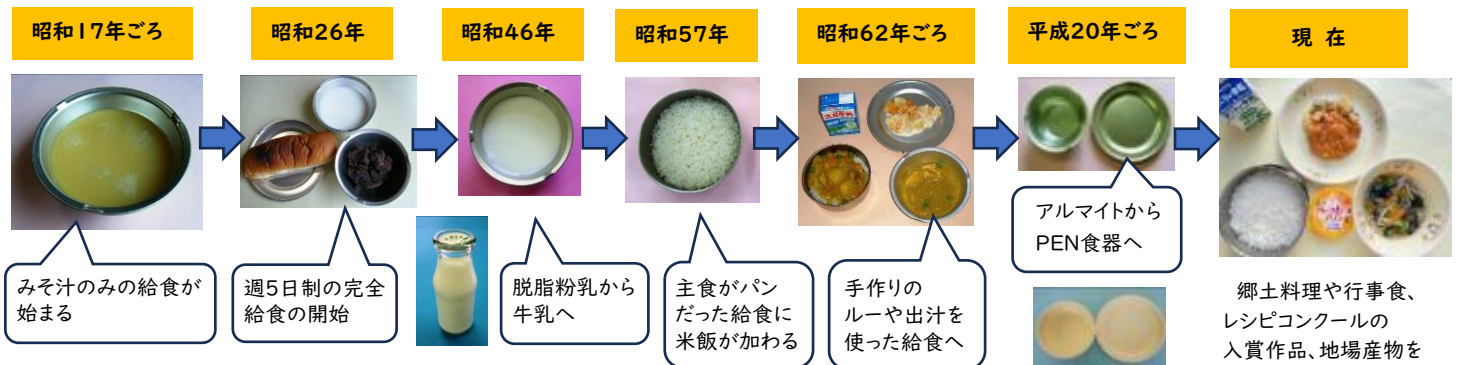 昭和17年ごろ
昭和26年
昭和46年
昭和57年
昭和62年ごろ
平成20年ごろ
現 在
みそ汁のみの給食が
始まる
週5日制の完全
給食の開始
脱脂粉乳から
牛乳へ
主食がパン
だった給食に
米飯が加わる
手作りの
ルーや出汁を
使った給食へ
アルマイトから
PEN食器へ
郷土料理や行事食、
レシピコンクールの
入賞作品、地場産物を